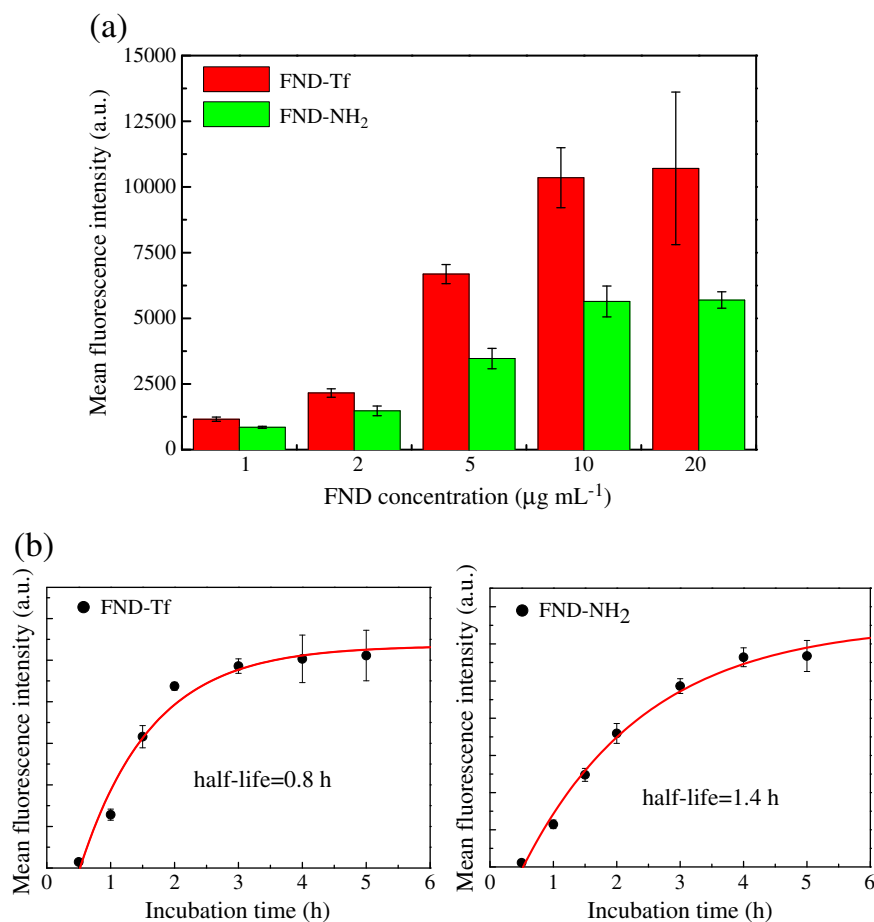 (a)
15000
12500
10000
7500
5000
2500
0
Mean fluorescence intensity (a.u.)
FND-Tf
FND-NH2
1 2 5 10 20
FND concentration (μg mL-1)
(b)
Mean fluorescence intensity (a.u.)
FND-Tf
half-life=0.8 h
0 1 2 3 4 5 6
Incubation time (h)
Mean fluorescence intensity (a.u.)
FND-NH2
half-life=1.4 h
0 1 2 3 4 5 6
Incubation time (h)